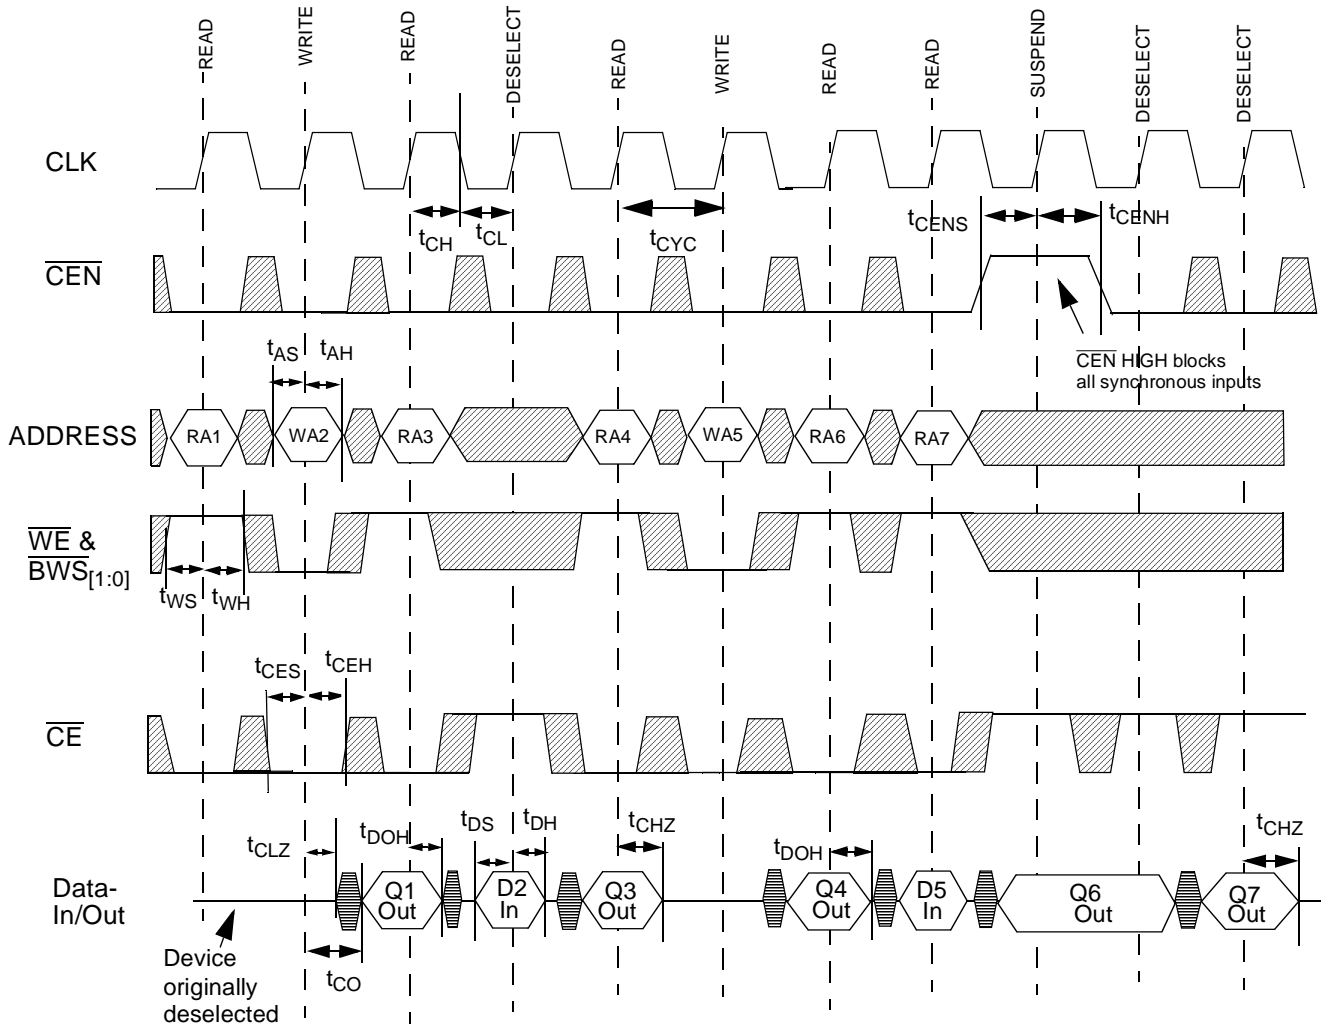 READ
WRITE
READ
DESELECT
READ
WRITE
READ
READ
SUSPEND
DESELECT
DESELECT
CLK
tCH
tCL
tCYC
tCENS
tCENH
CEN
CEN HIGH blocks
all synchronous inputs
tAS
tAH
ADDRESS
RA1
WA2
RA3
RA4
WA5
RA6
RA7
WE &
BWS[1:0]
tWS
tWH
tCES
tCEH
CE
tCLZ
tDOH
tDS
tDH
tCHZ
tDOH
tCHZ
Data-
In/Out
Q1
Out
D2
In
Q3
Out
Q4
Out
D5
In
Q6
Out
Q7
Out
tCO
Device
originally
deselected